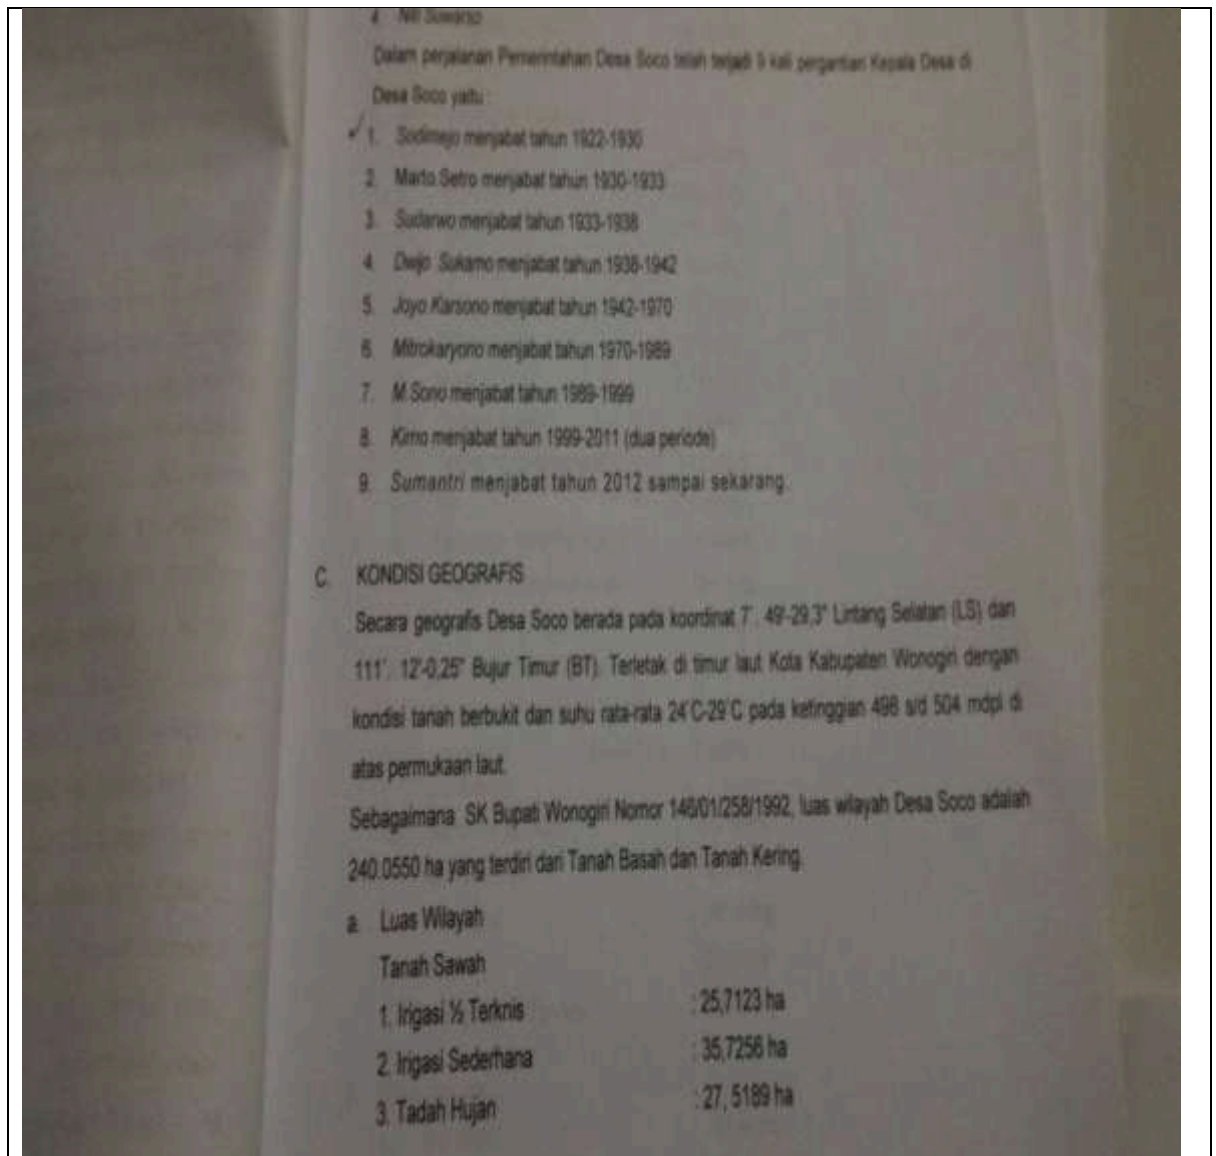 4 Niti Suwarto
Dalam perjalanan Pemerintahan Desa Soco telah terjadi 9 kali pergantian Kepala Desa di
Desa Soco yaitu :
1. Sodimejo menjabat tahun 1922-1930
2. Marto Setro menjabat tahun 1930-1933
3. Sudarwo menjabat tahun 1933-1938
4. Dwijo Sukarno menjabat tahun 1938-1942
5. Joyo Karsono menjabat tahun 1942-1970
6. Mitrokaryono menjabat tahun 1970-1989
7. M.Sono menjabat tahun 1989-1999
8. Kimo menjabat tahun 1999-2011 (dua periode)
9. Sumantri menjabat tahun 2012 sampai sekarang.
C. KONDISI GEOGRAFIS
Secara geografis Desa Soco berada pada koordinat 7°. 49'-29,3" Lintang Selatan (LS) dan
111°. 12'-0,25" Bujur Timur (BT). Terletak di timur laut Kota Kabupaten Wonogiri dengan
kondisi tanah berbukit dan suhu rata-rata 24°C-29°C pada ketinggian 498 s/d 504 mdpl di
atas permukaan laut.
Sebagaimana SK Bupati Wonogiri Nomor 146/01/258/1992, luas wilayah Desa Soco adalah
240.0550 ha yang terdiri dari Tanah Basah dan Tanah Kering.
a. Luas Wilayah
Tanah Sawah
1. Irigasi ½ Terknis : 25,7123 ha
2. Irigasi Sederhana : 35,7256 ha
3. Tadah Hujan : 27, 5189 ha